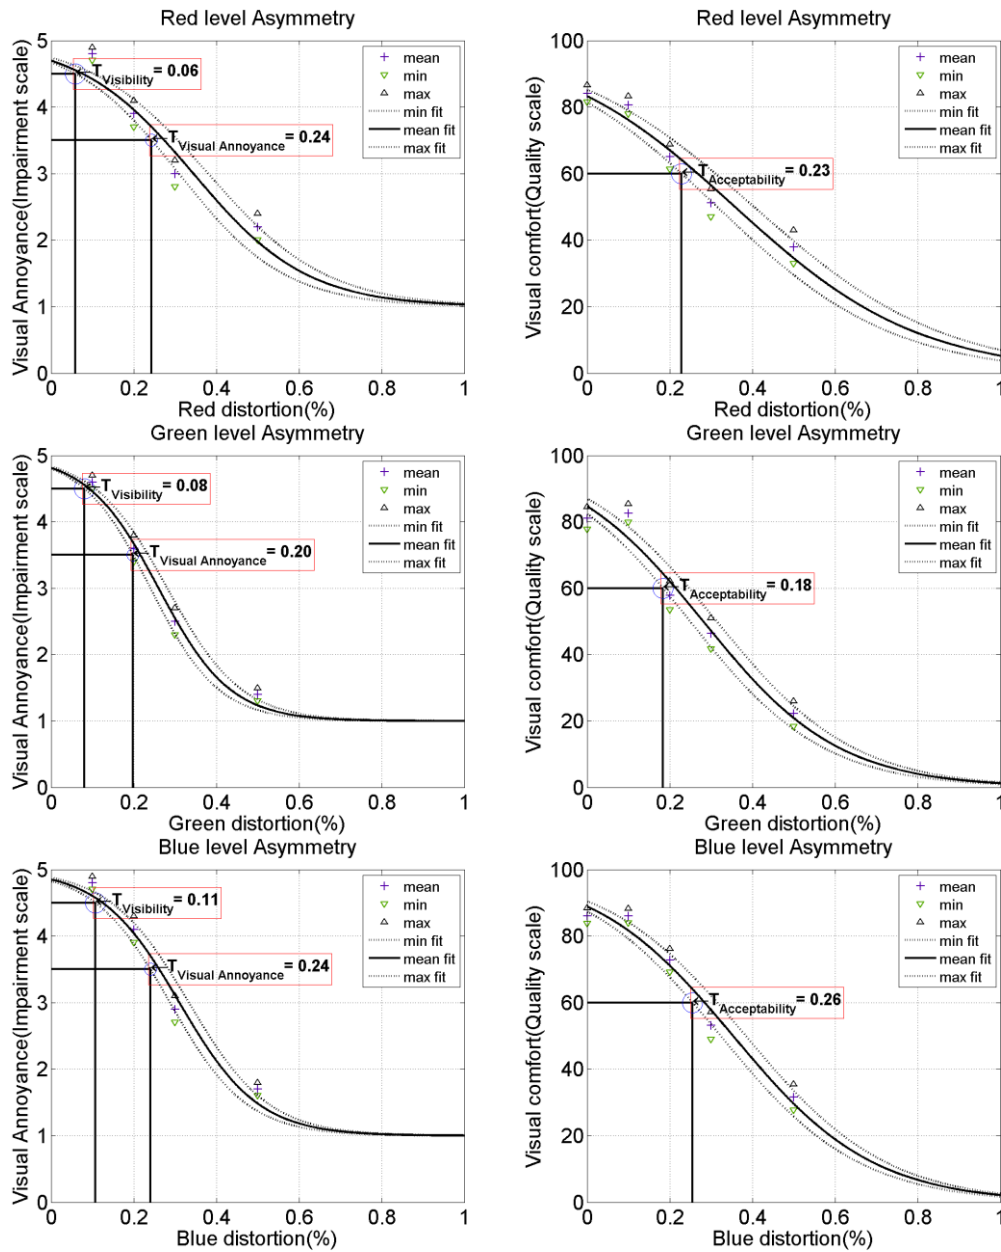 Red level Asymmetry
Visual Annoyance(Impairment scale)
5
4
3
2
1
0
T Visibility = 0.06
T Visual Annoyance = 0.24
mean
min
max
min fit
mean fit
max fit
0 0.2 0.4 0.6 0.8 1
Red distortion(%)
Red level Asymmetry
Visual comfort(Quality scale)
100
80
60
40
20
0
T Acceptability = 0.23
mean
min
max
min fit
mean fit
max fit
0 0.2 0.4 0.6 0.8 1
Red distortion(%)
Green level Asymmetry
Visual Annoyance(Impairment scale)
5
4
3
2
1
0
T Visibility = 0.08
T Visual Annoyance = 0.20
mean
min
max
min fit
mean fit
max fit
0 0.2 0.4 0.6 0.8 1
Green distortion(%)
Green level Asymmetry
Visual comfort(Quality scale)
100
80
60
40
20
0
T Acceptability = 0.18
mean
min
max
min fit
mean fit
max fit
0 0.2 0.4 0.6 0.8 1
Green distortion(%)
Blue level Asymmetry
Visual Annoyance(Impairment scale)
5
4
3
2
1
0
T Visibility = 0.11
T Visual Annoyance = 0.24
mean
min
max
min fit
mean fit
max fit
0 0.2 0.4 0.6 0.8 1
Blue distortion(%)
Blue level Asymmetry
Visual comfort(Quality scale)
100
80
60
40
20
0
T Acceptability = 0.26
mean
min
max
min fit
mean fit
max fit
0 0.2 0.4 0.6 0.8 1
Blue distortion(%)